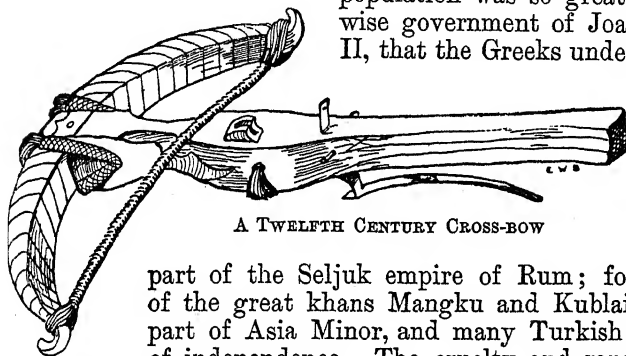 population was so great
wise government of Joa
II, that the Greeks unde
C W B
A TWELFTH CENTURY CROSS-BOW
part of the Seljuk empire of Rum; fo
of the great khans Mangku and Kublai
part of Asia Minor, and many Turkish
of independence. The cruelty and